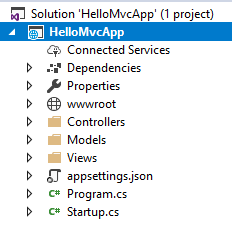 Solution 'HelloMvcApp' (1 project)
HelloMvcApp
Connected Services
Dependencies
Properties
wwwroot
Controllers
Models
Views
appsettings.json
C# Program.cs
C# Startup.cs